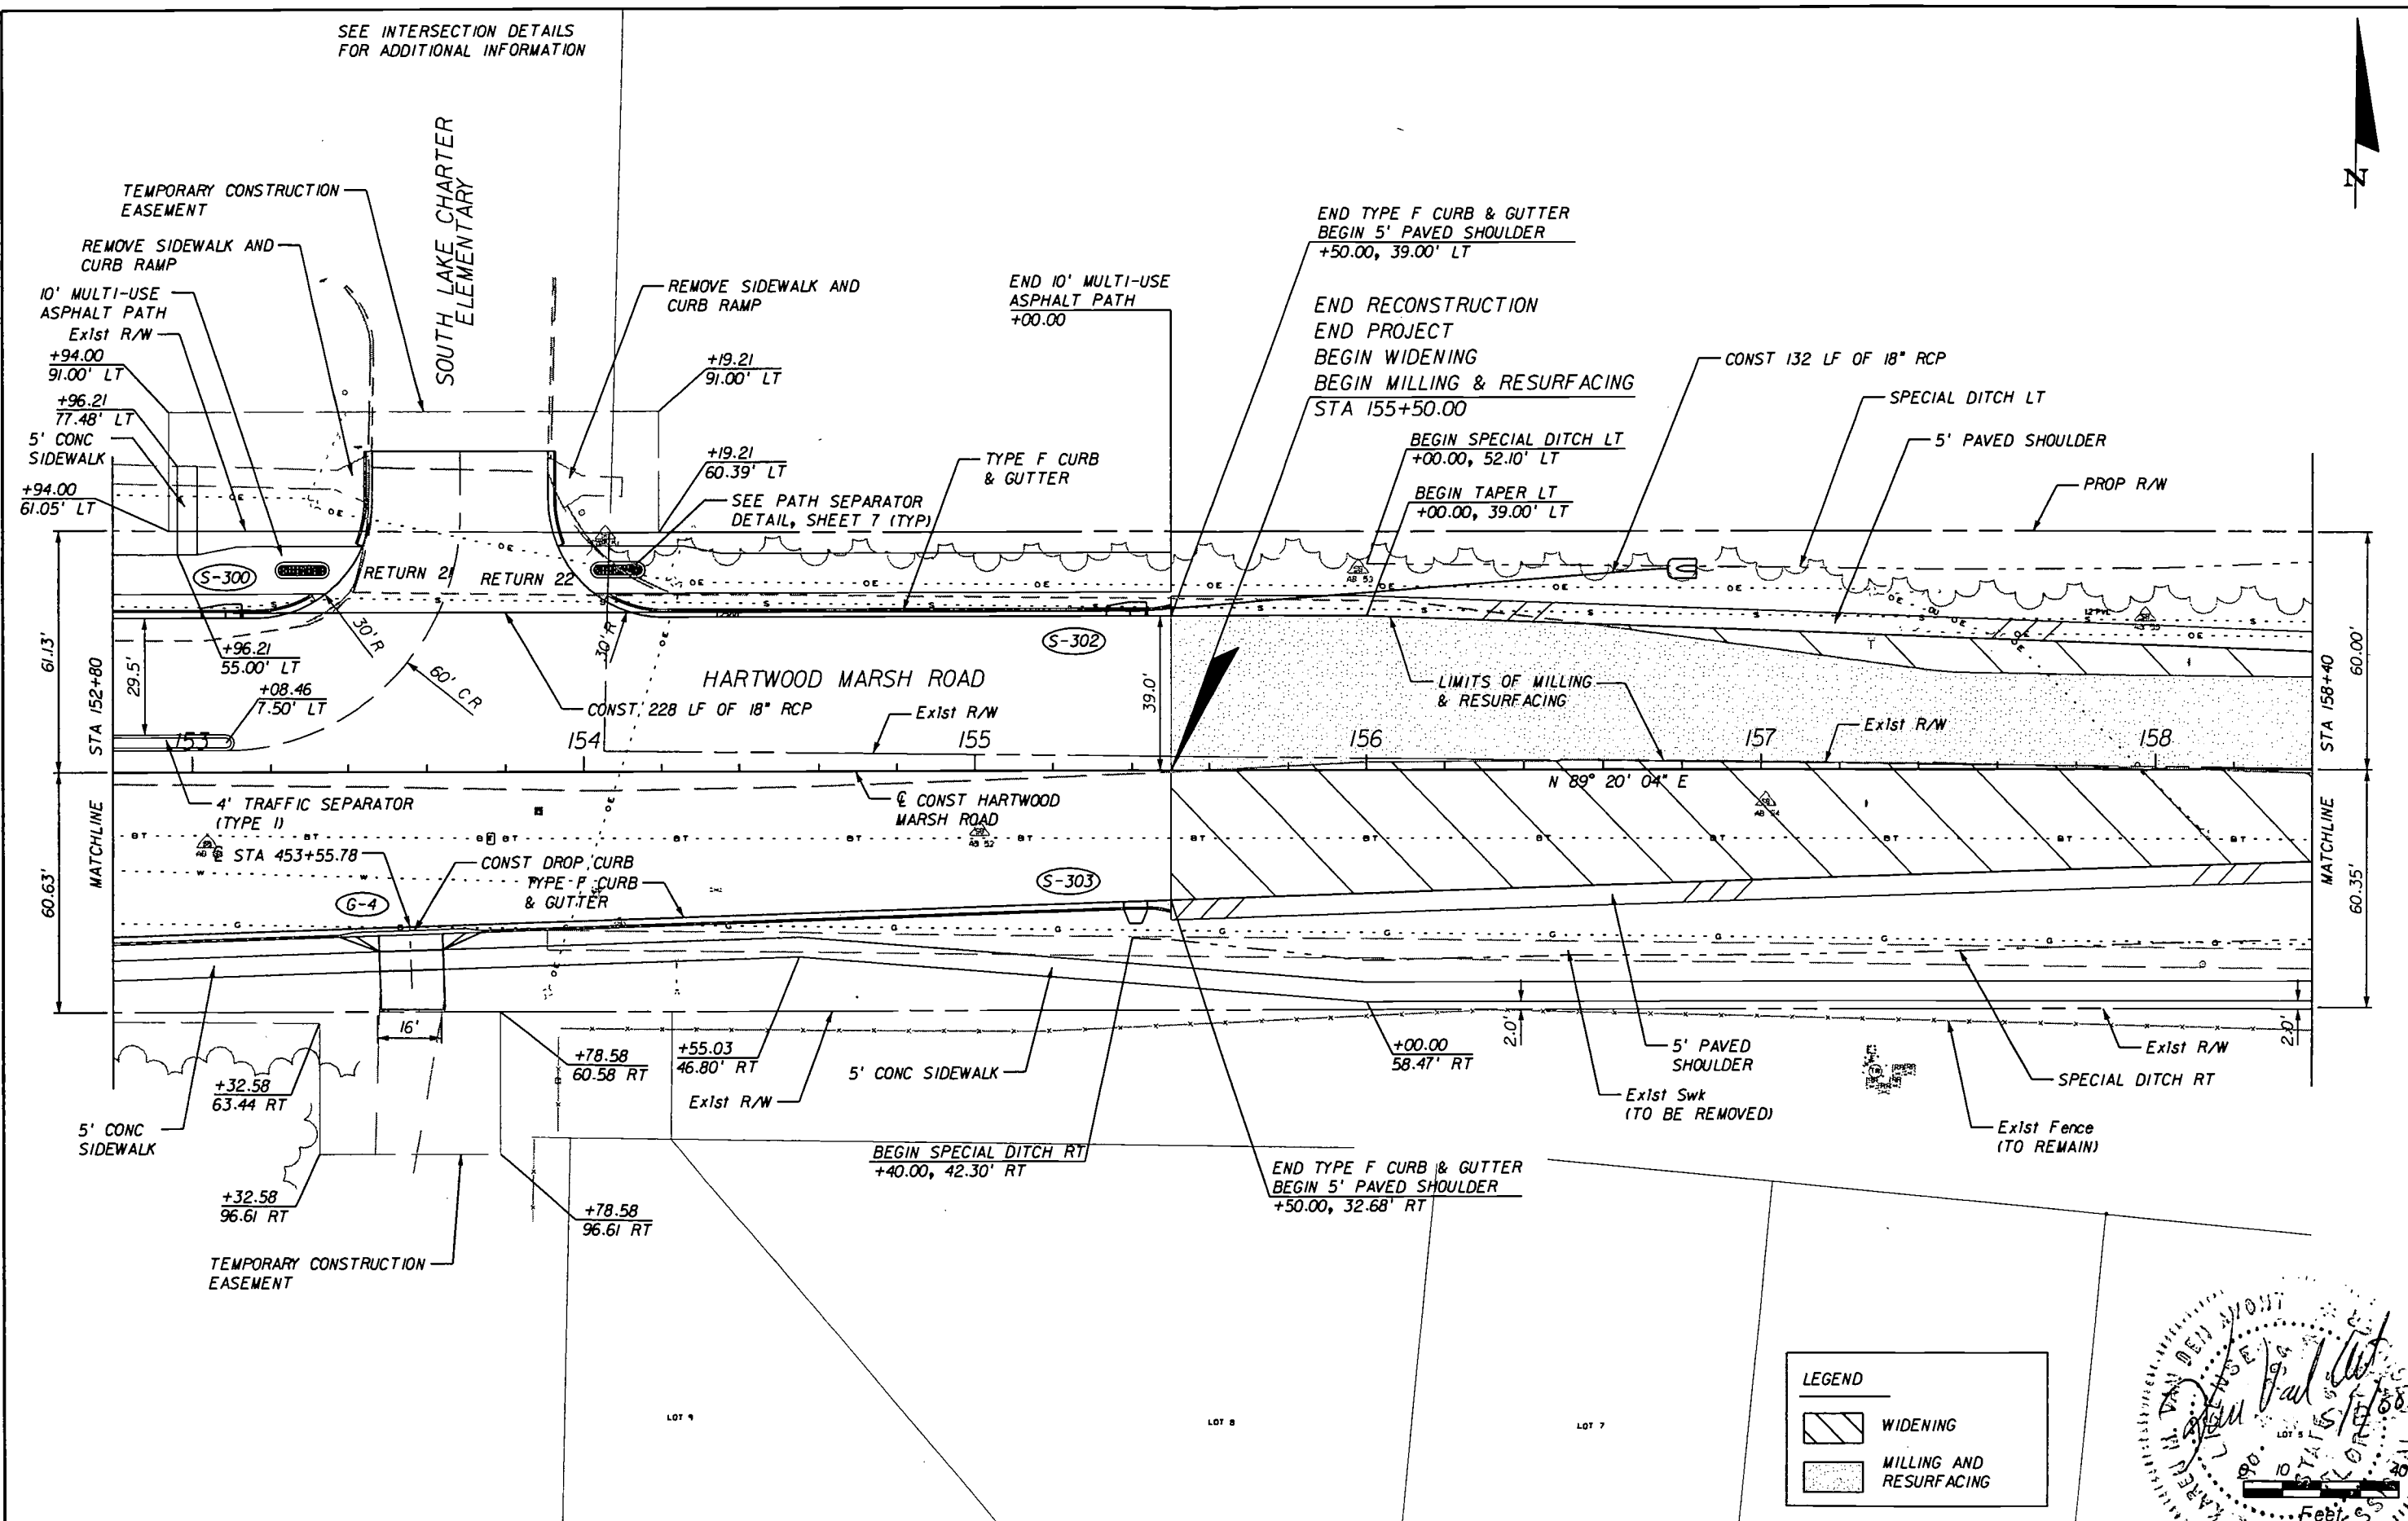 SEE INTERSECTION DETAILS
FOR ADDITIONAL INFORMATION
N
SOUTH LAKE CHARTER
ELEMENTARY
TEMPORARY CONSTRUCTION
EASEMENT
REMOVE SIDEWALK AND
CURB RAMP
10' MULTI-USE
ASPHALT PATH
Exist R/W
+94.00
91.00' LT
+96.21
77.48' LT
5' CONC
SIDEWALK
+94.00
61.05' LT
REMOVE SIDEWALK AND
CURB RAMP
+19.21
91.00' LT
+19.21
60.39' LT
SEE PATH SEPARATOR
DETAIL, SHEET 7 (TYP)
TYPE F CURB
& GUTTER
END 10' MULTI-USE
ASPHALT PATH
+00.00
END TYPE F CURB & GUTTER
BEGIN 5' PAVED SHOULDER
+50.00, 39.00' LT
END RECONSTRUCTION
END PROJECT
BEGIN WIDENING
BEGIN MILLING & RESURFACING
STA 155+50.00
CONST 132 LF OF 18" RCP
SPECIAL DITCH LT
5' PAVED SHOULDER
BEGIN SPECIAL DITCH LT
+00.00, 52.10' LT
BEGIN TAPER LT
+00.00, 39.00' LT
PROP R/W
S-300
RETURN 21
RETURN 22
30' R
30' R
60' C R
S-302
61.13'
STA 152+80
29.5'
+96.21
55.00' LT
+08.46
7.50' LT
HARTWOOD MARSH ROAD
CONST, 228 LF OF 18" RCP
Exist R/W
39.0'
LIMITS OF MILLING
& RESURFACING
Exist R/W
STA 158+40
60.00'
153
154
155
156
157
158
N 89° 20' 04" E
4' TRAFFIC SEPARATOR
(TYPE I)
℄ CONST HARTWOOD
MARSH ROAD
AB 52
AB 53
AB 54
℄ STA 453+55.78
CONST DROP CURB
TYPE F CURB
& GUTTER
G-4
S-303
60.63'
MATCHLINE
MATCHLINE
60.35'
16'
+78.58
60.58 RT
+55.03
46.80' RT
5' CONC SIDEWALK
Exist R/W
+00.00
58.47' RT
2.0'
2.0'
5' PAVED
SHOULDER
Exist Swk
(TO BE REMOVED)
Exist R/W
SPECIAL DITCH RT
Exist Fence
(TO REMAIN)
+32.58
63.44 RT
5' CONC
SIDEWALK
+32.58
96.61 RT
+78.58
96.61 RT
TEMPORARY CONSTRUCTION
EASEMENT
BEGIN SPECIAL DITCH RT
+40.00, 42.30' RT
END TYPE F CURB & GUTTER
BEGIN 5' PAVED SHOULDER
+50.00, 32.68' RT
LOT 9
LOT 8
LOT 7
LOT 5
LEGEND
WIDENING
MILLING AND
RESURFACING
KAREN M. VAN DEN
LICENSE
0 10 40
Feet